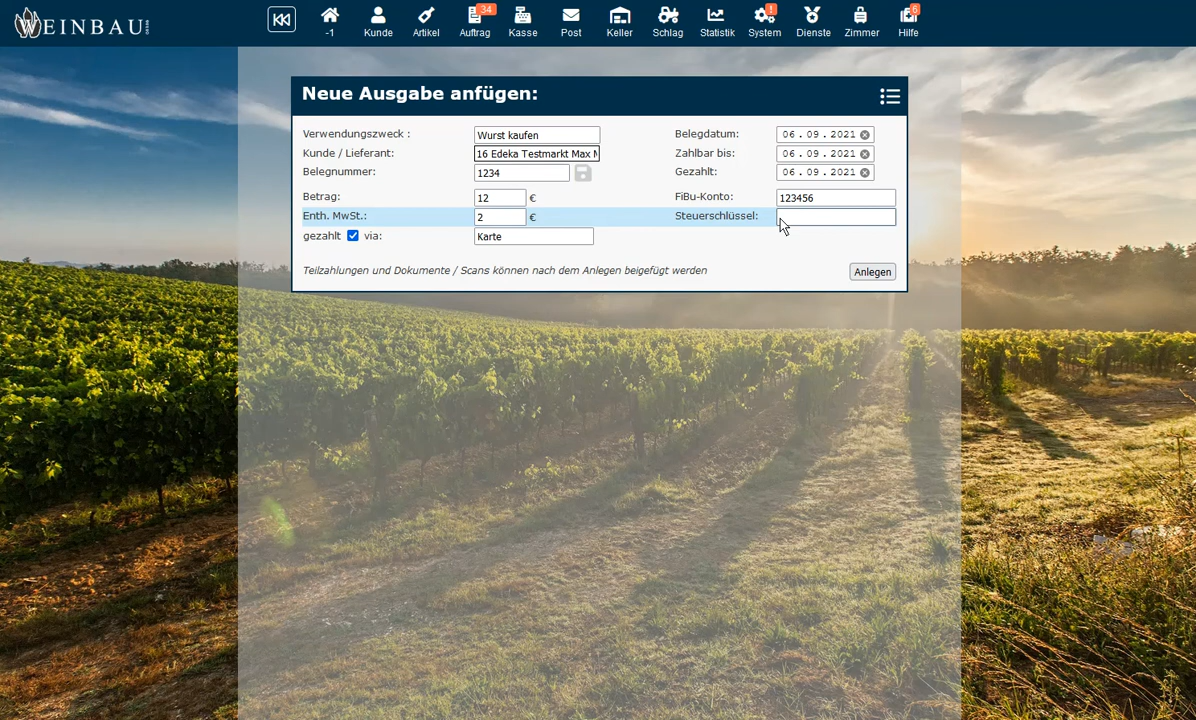 WEINBAU ORBIS
34 ! 6
-1 Kunde Artikel Auftrag Kasse Post Keller Schlag Statistik System Dienste Zimmer Hilfe
Neue Ausgabe anfügen:
Verwendungszweck : Wurst kaufen Belegdatum: 06.09.2021
Kunde / Lieferant: 16 Edeka Testmarkt Max Zahlbar bis: 06.09.2021
Belegnummer: 1234 Gezahlt: 06.09.2021
Betrag: 12 € FiBu-Konto: 123456
Enth. MwSt.: 2 € Steuerschlüssel:
gezahlt via: Karte
Teilzahlungen und Dokumente / Scans können nach dem Anlegen beigefügt werden Anlegen